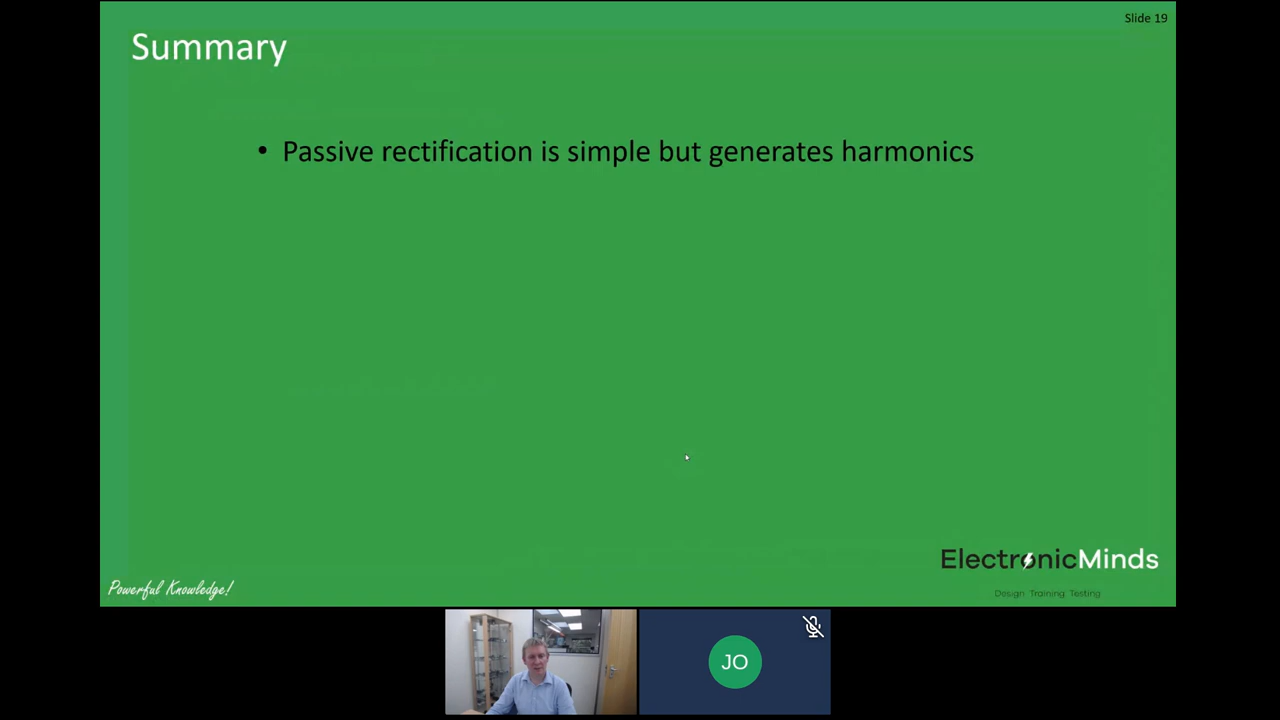 Slide 19
Summary
• Passive rectification is simple but generates harmonics
ElectronicMinds
Powerful Knowledge!
Design Training Testing
JO